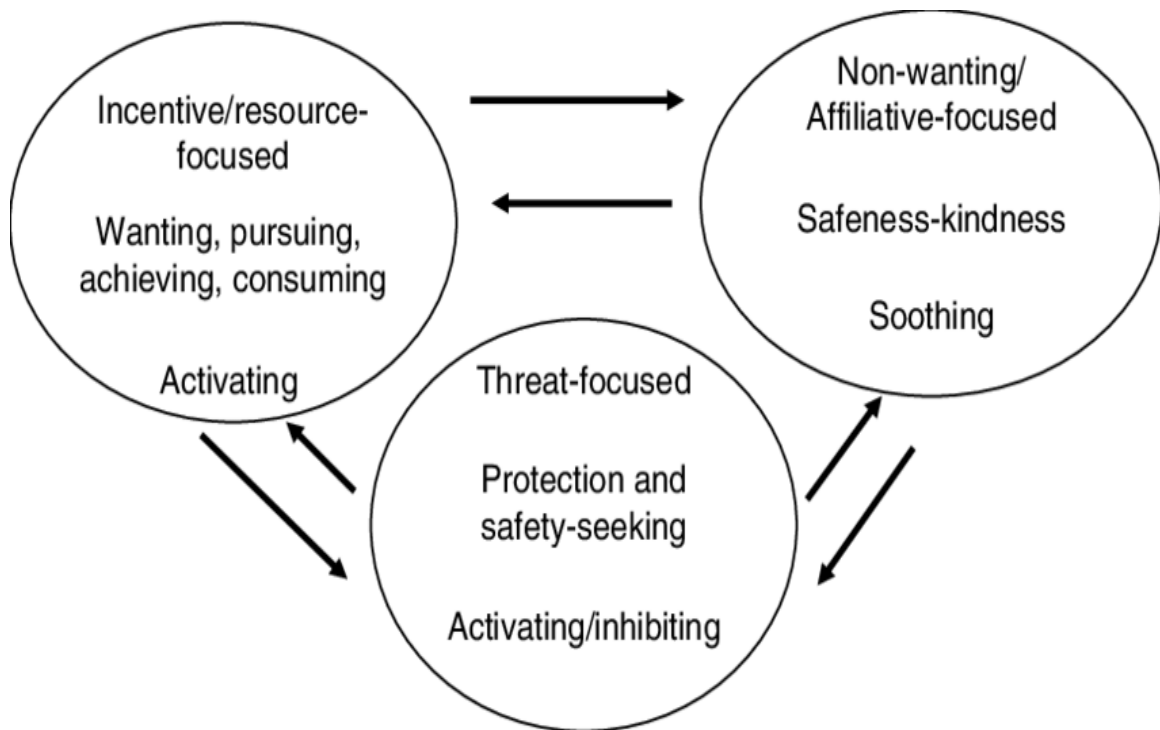 Incentive/resource-
focused
Wanting, pursuing,
achieving, consuming
Activating
Non-wanting/
Affiliative-focused
Safeness-kindness
Soothing
Threat-focused
Protection and
safety-seeking
Activating/inhibiting